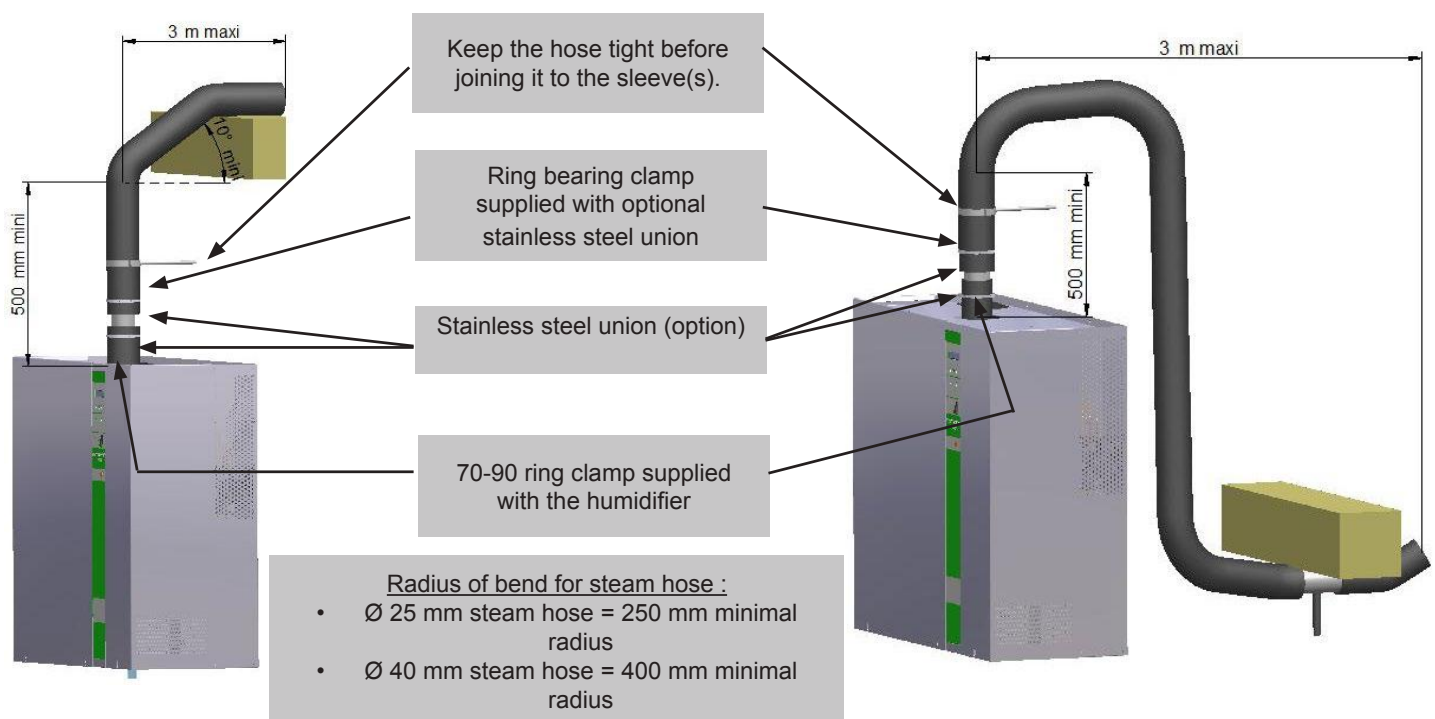 3 m maxi
Keep the hose tight before
joining it to the sleeve(s).
3 m maxi
10° mini
Ring bearing clamp
supplied with optional
stainless steel union
500 mm mini
500 mm mini
Stainless steel union (option)
70-90 ring clamp supplied
with the humidifier
Radius of bend for steam hose :
• Ø 25 mm steam hose = 250 mm minimal
radius
• Ø 40 mm steam hose = 400 mm minimal
radius